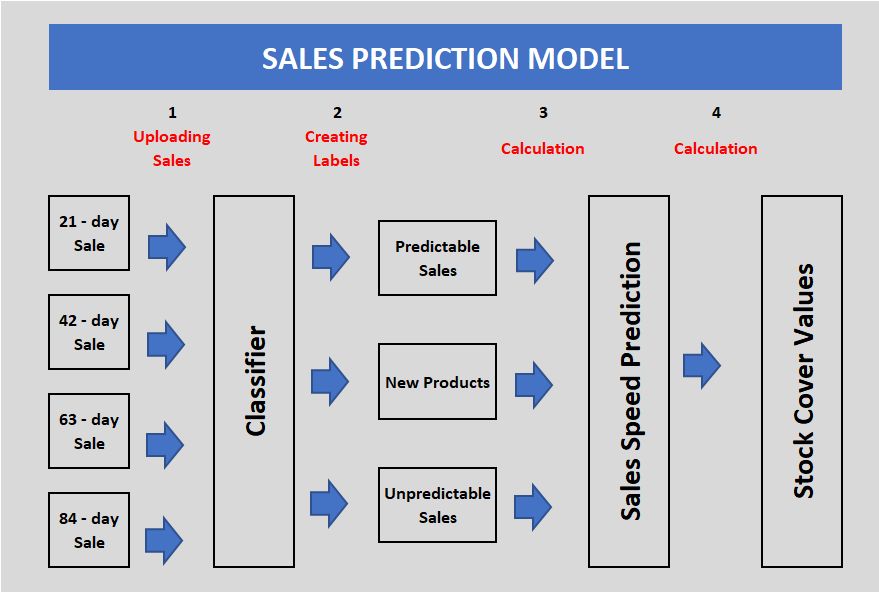 SALES PREDICTION MODEL
1
Uploading
Sales
2
Creating
Labels
3
Calculation
4
Calculation
21 - day
Sale
42 - day
Sale
63 - day
Sale
84 - day
Sale
Classifier
Predictable
Sales
New Products
Unpredictable
Sales
Sales Speed Prediction
Stock Cover Values